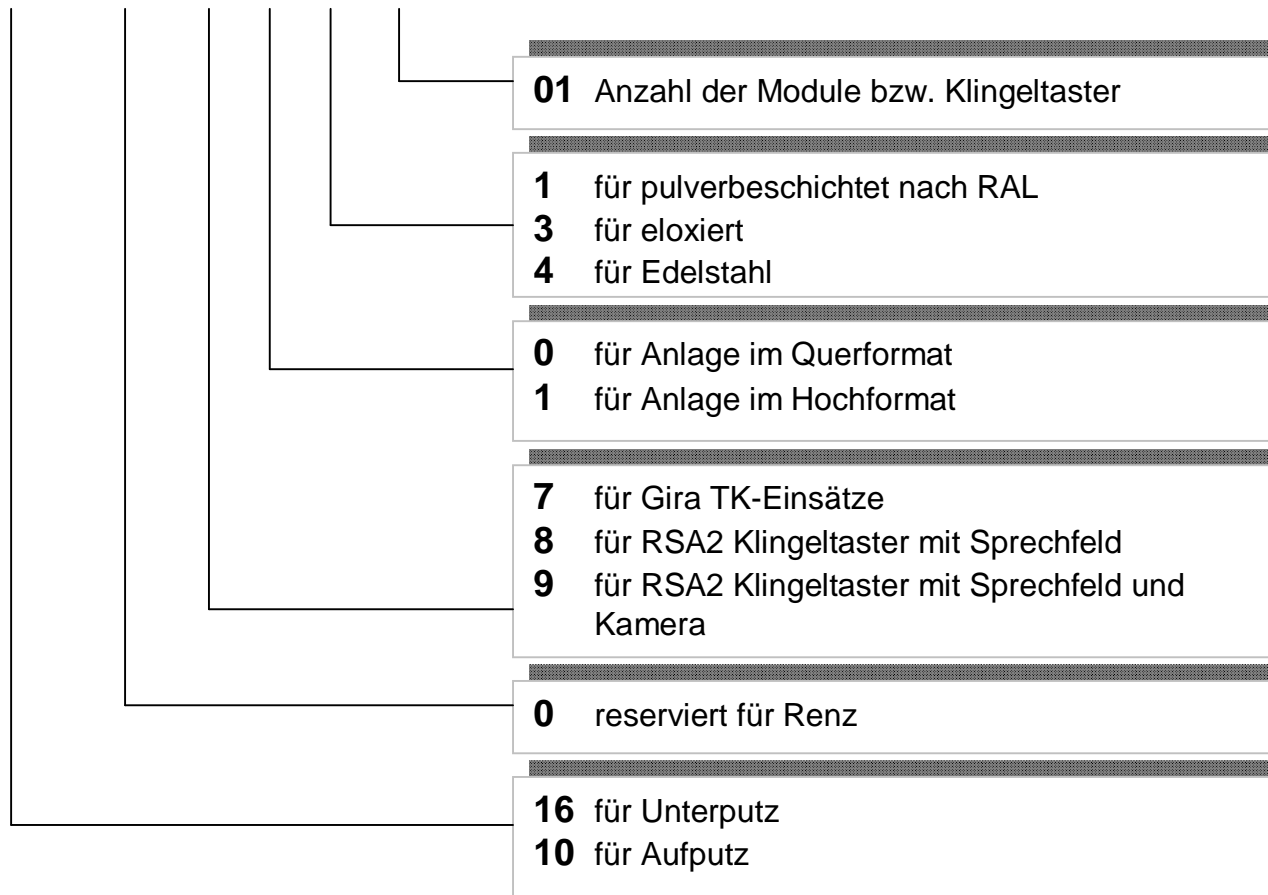 01 Anzahl der Module bzw. Klingeltaster
1 für pulverbeschichtet nach RAL
3 für eloxiert
4 für Edelstahl
0 für Anlage im Querformat
1 für Anlage im Hochformat
7 für Gira TK-Einsätze
8 für RSA2 Klingeltaster mit Sprechfeld
9 für RSA2 Klingeltaster mit Sprechfeld und
Kamera
0 reserviert für Renz
16 für Unterputz
10 für Aufputz